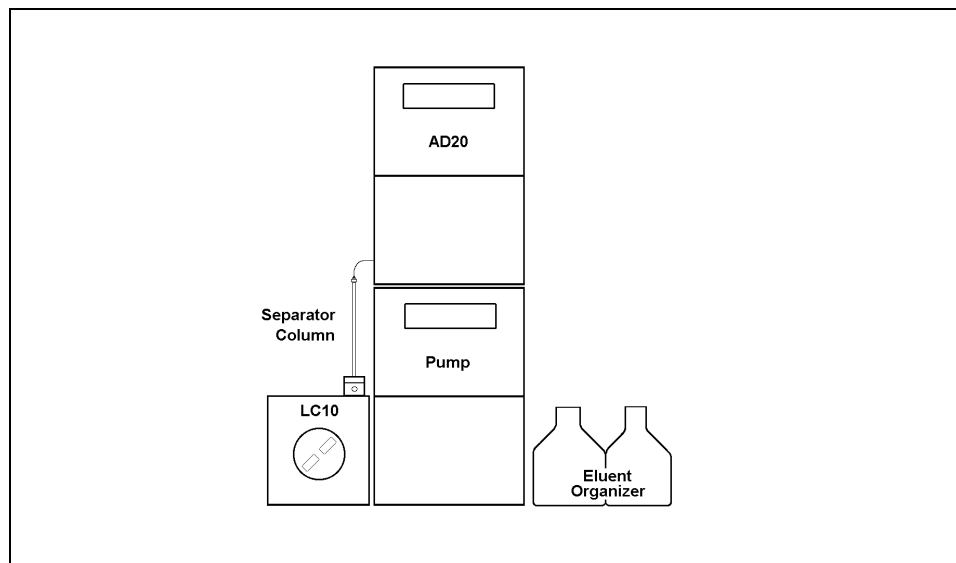 AD20
Separator
Column
Pump
LC10
Eluent
Organizer